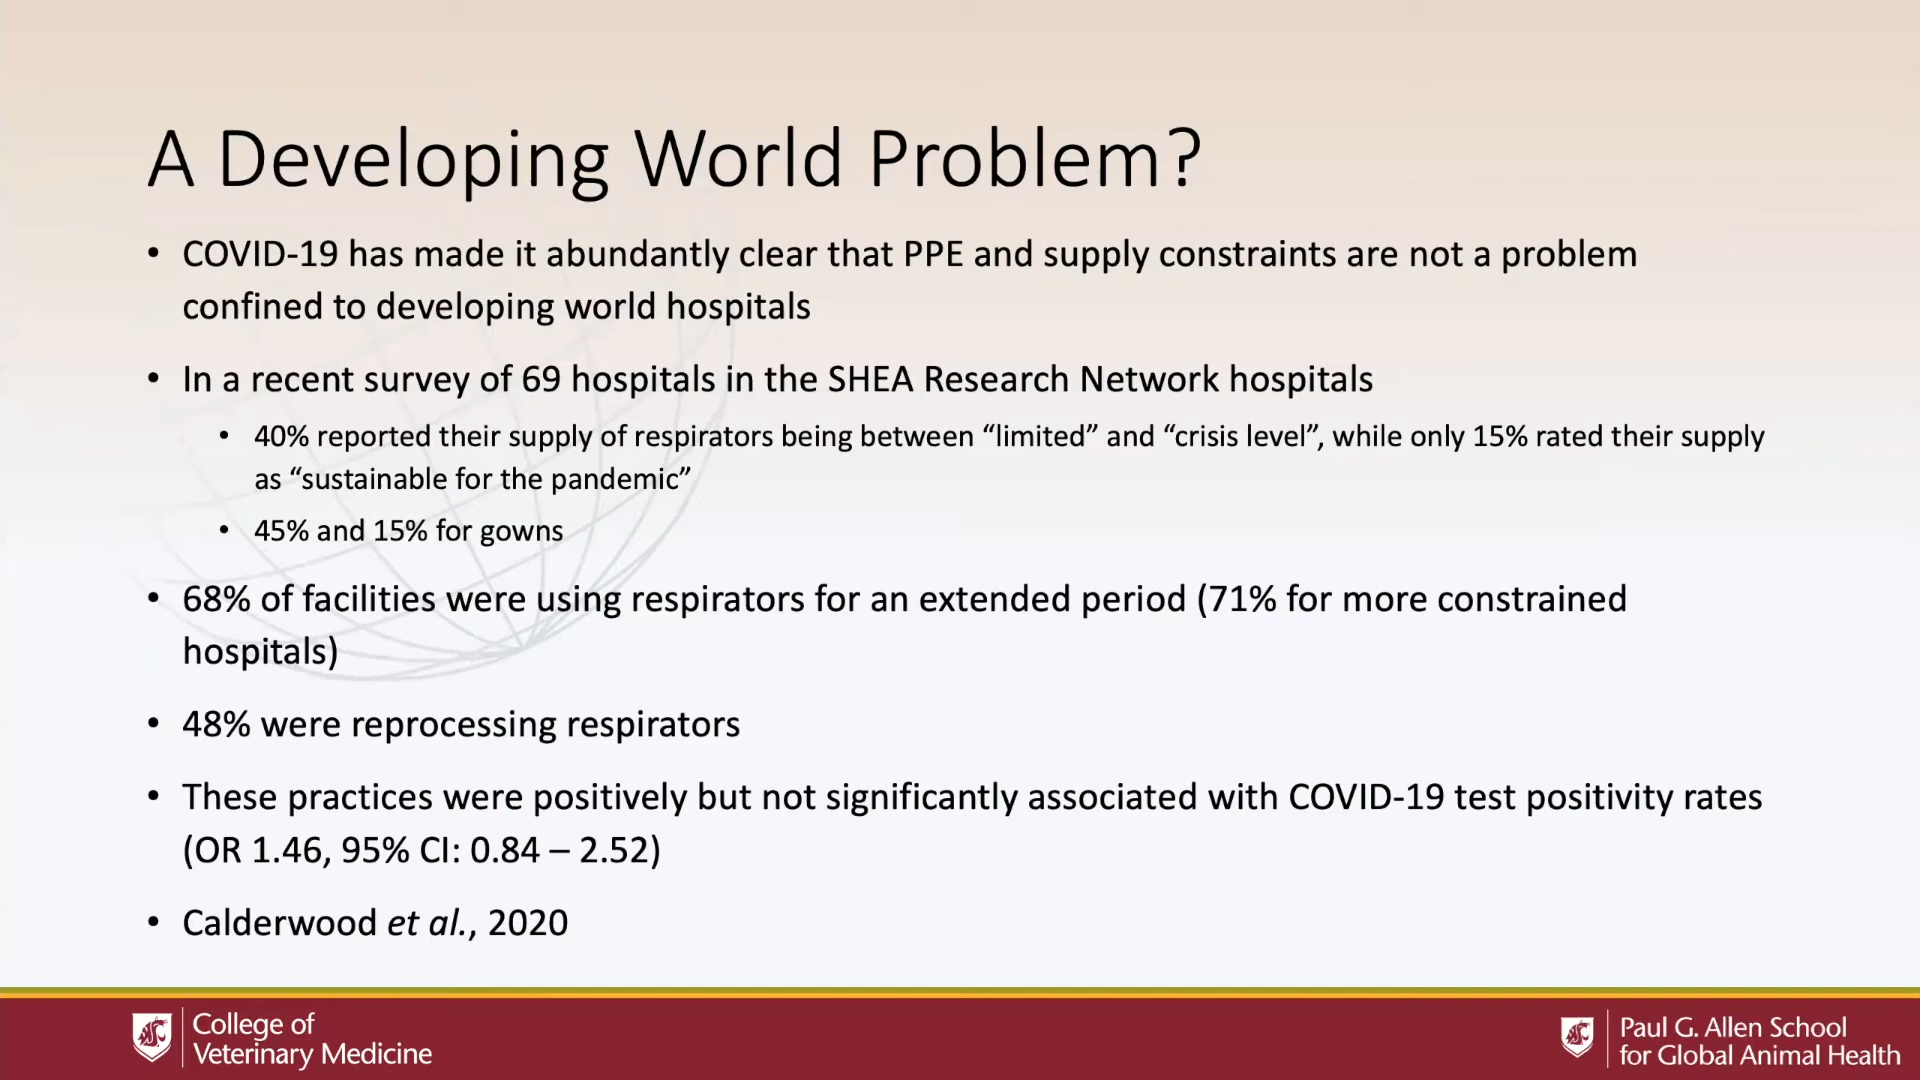 A Developing World Problem?
• COVID-19 has made it abundantly clear that PPE and supply constraints are not a problem
confined to developing world hospitals
• In a recent survey of 69 hospitals in the SHEA Research Network hospitals
• 40% reported their supply of respirators being between “limited” and “crisis level”, while only 15% rated their supply
as “sustainable for the pandemic”
• 45% and 15% for gowns
• 68% of facilities were using respirators for an extended period (71% for more constrained
hospitals)
• 48% were reprocessing respirators
• These practices were positively but not significantly associated with COVID-19 test positivity rates
(OR 1.46, 95% CI: 0.84 – 2.52)
• Calderwood et al., 2020
College of
Veterinary Medicine
Paul G. Allen School
for Global Animal Health